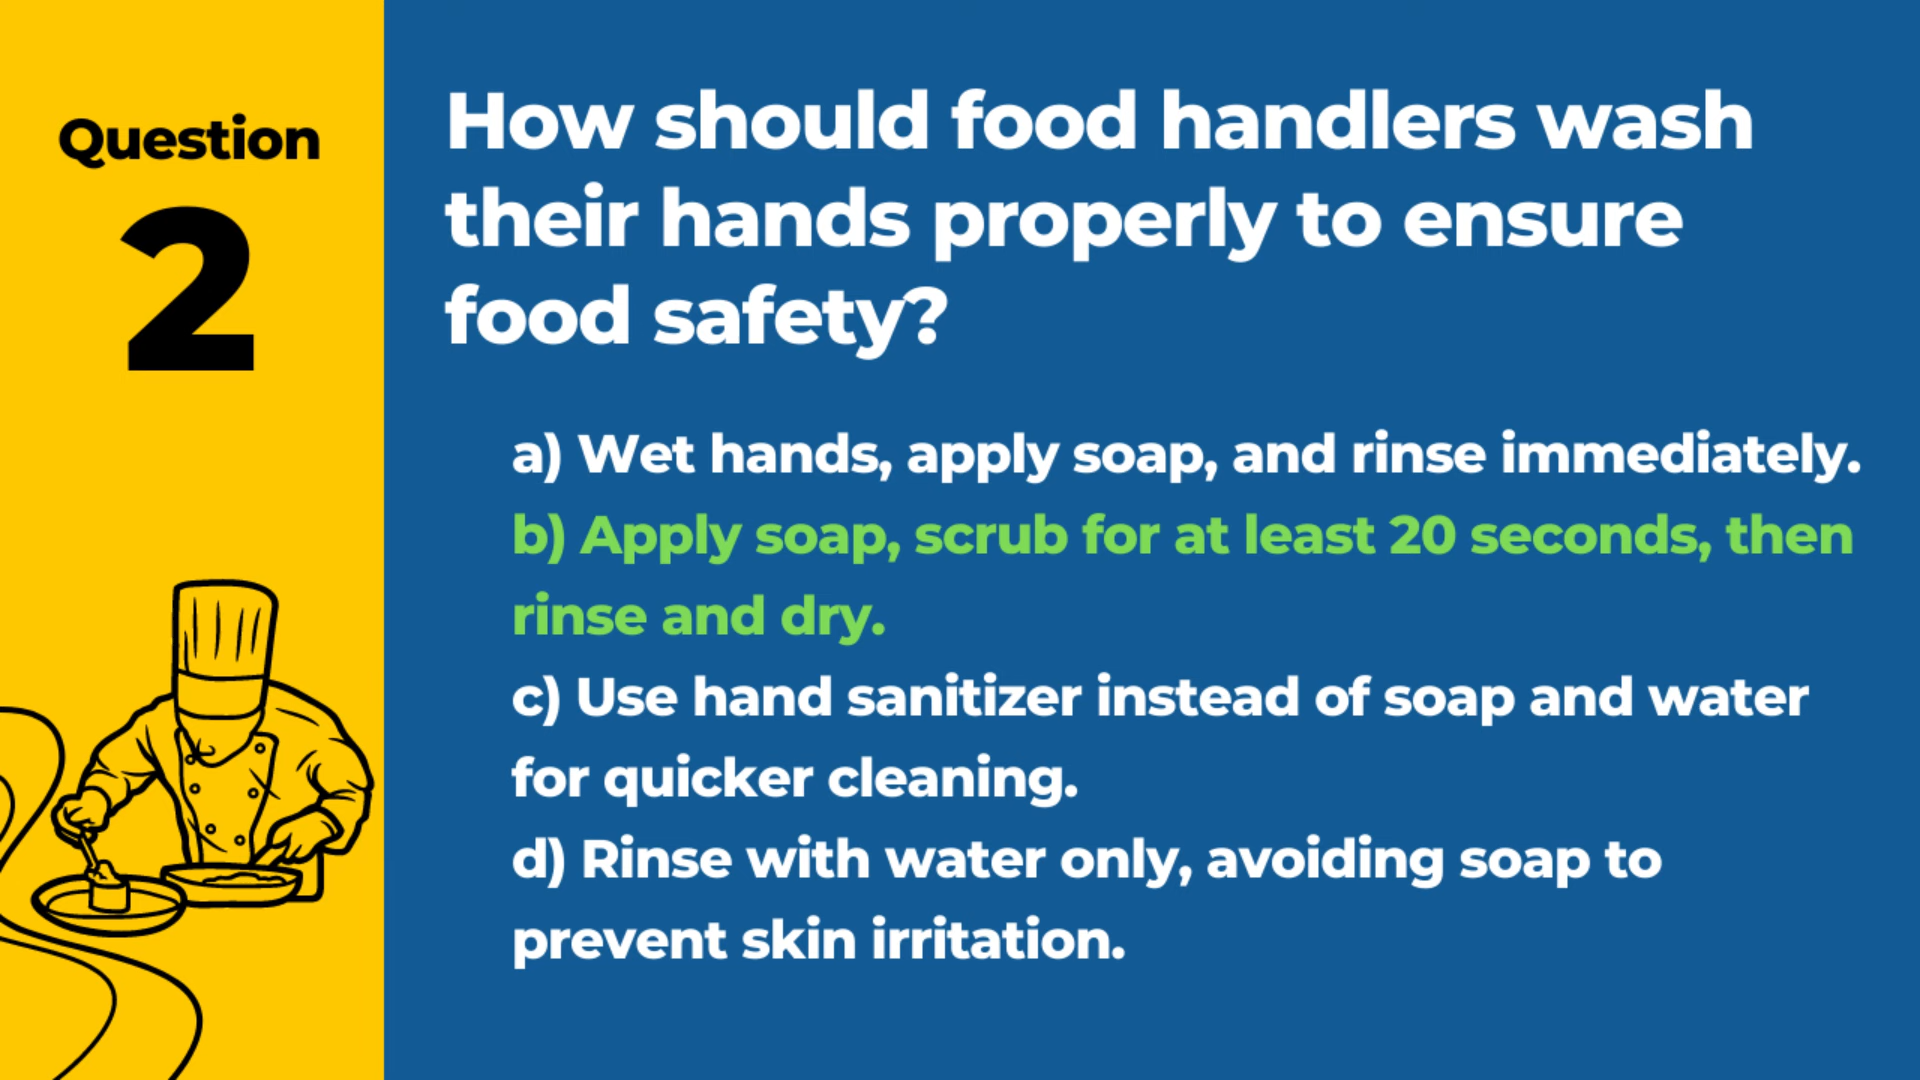 Question
2
How should food handlers wash
their hands properly to ensure
food safety?
a) Wet hands, apply soap, and rinse immediately.
b) Apply soap, scrub for at least 20 seconds, then
rinse and dry.
c) Use hand sanitizer instead of soap and water
for quicker cleaning.
d) Rinse with water only, avoiding soap to
prevent skin irritation.